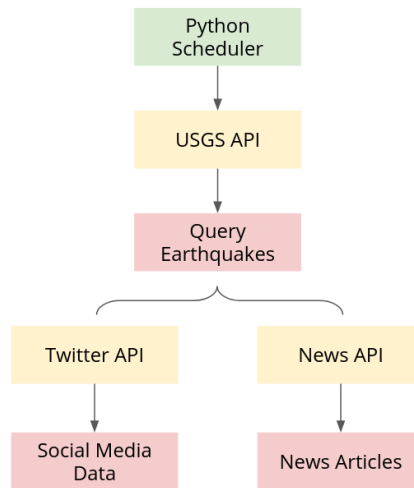 Python
Scheduler
USGS API
Query
Earthquakes
Twitter API
News API
Social Media
Data
News Articles